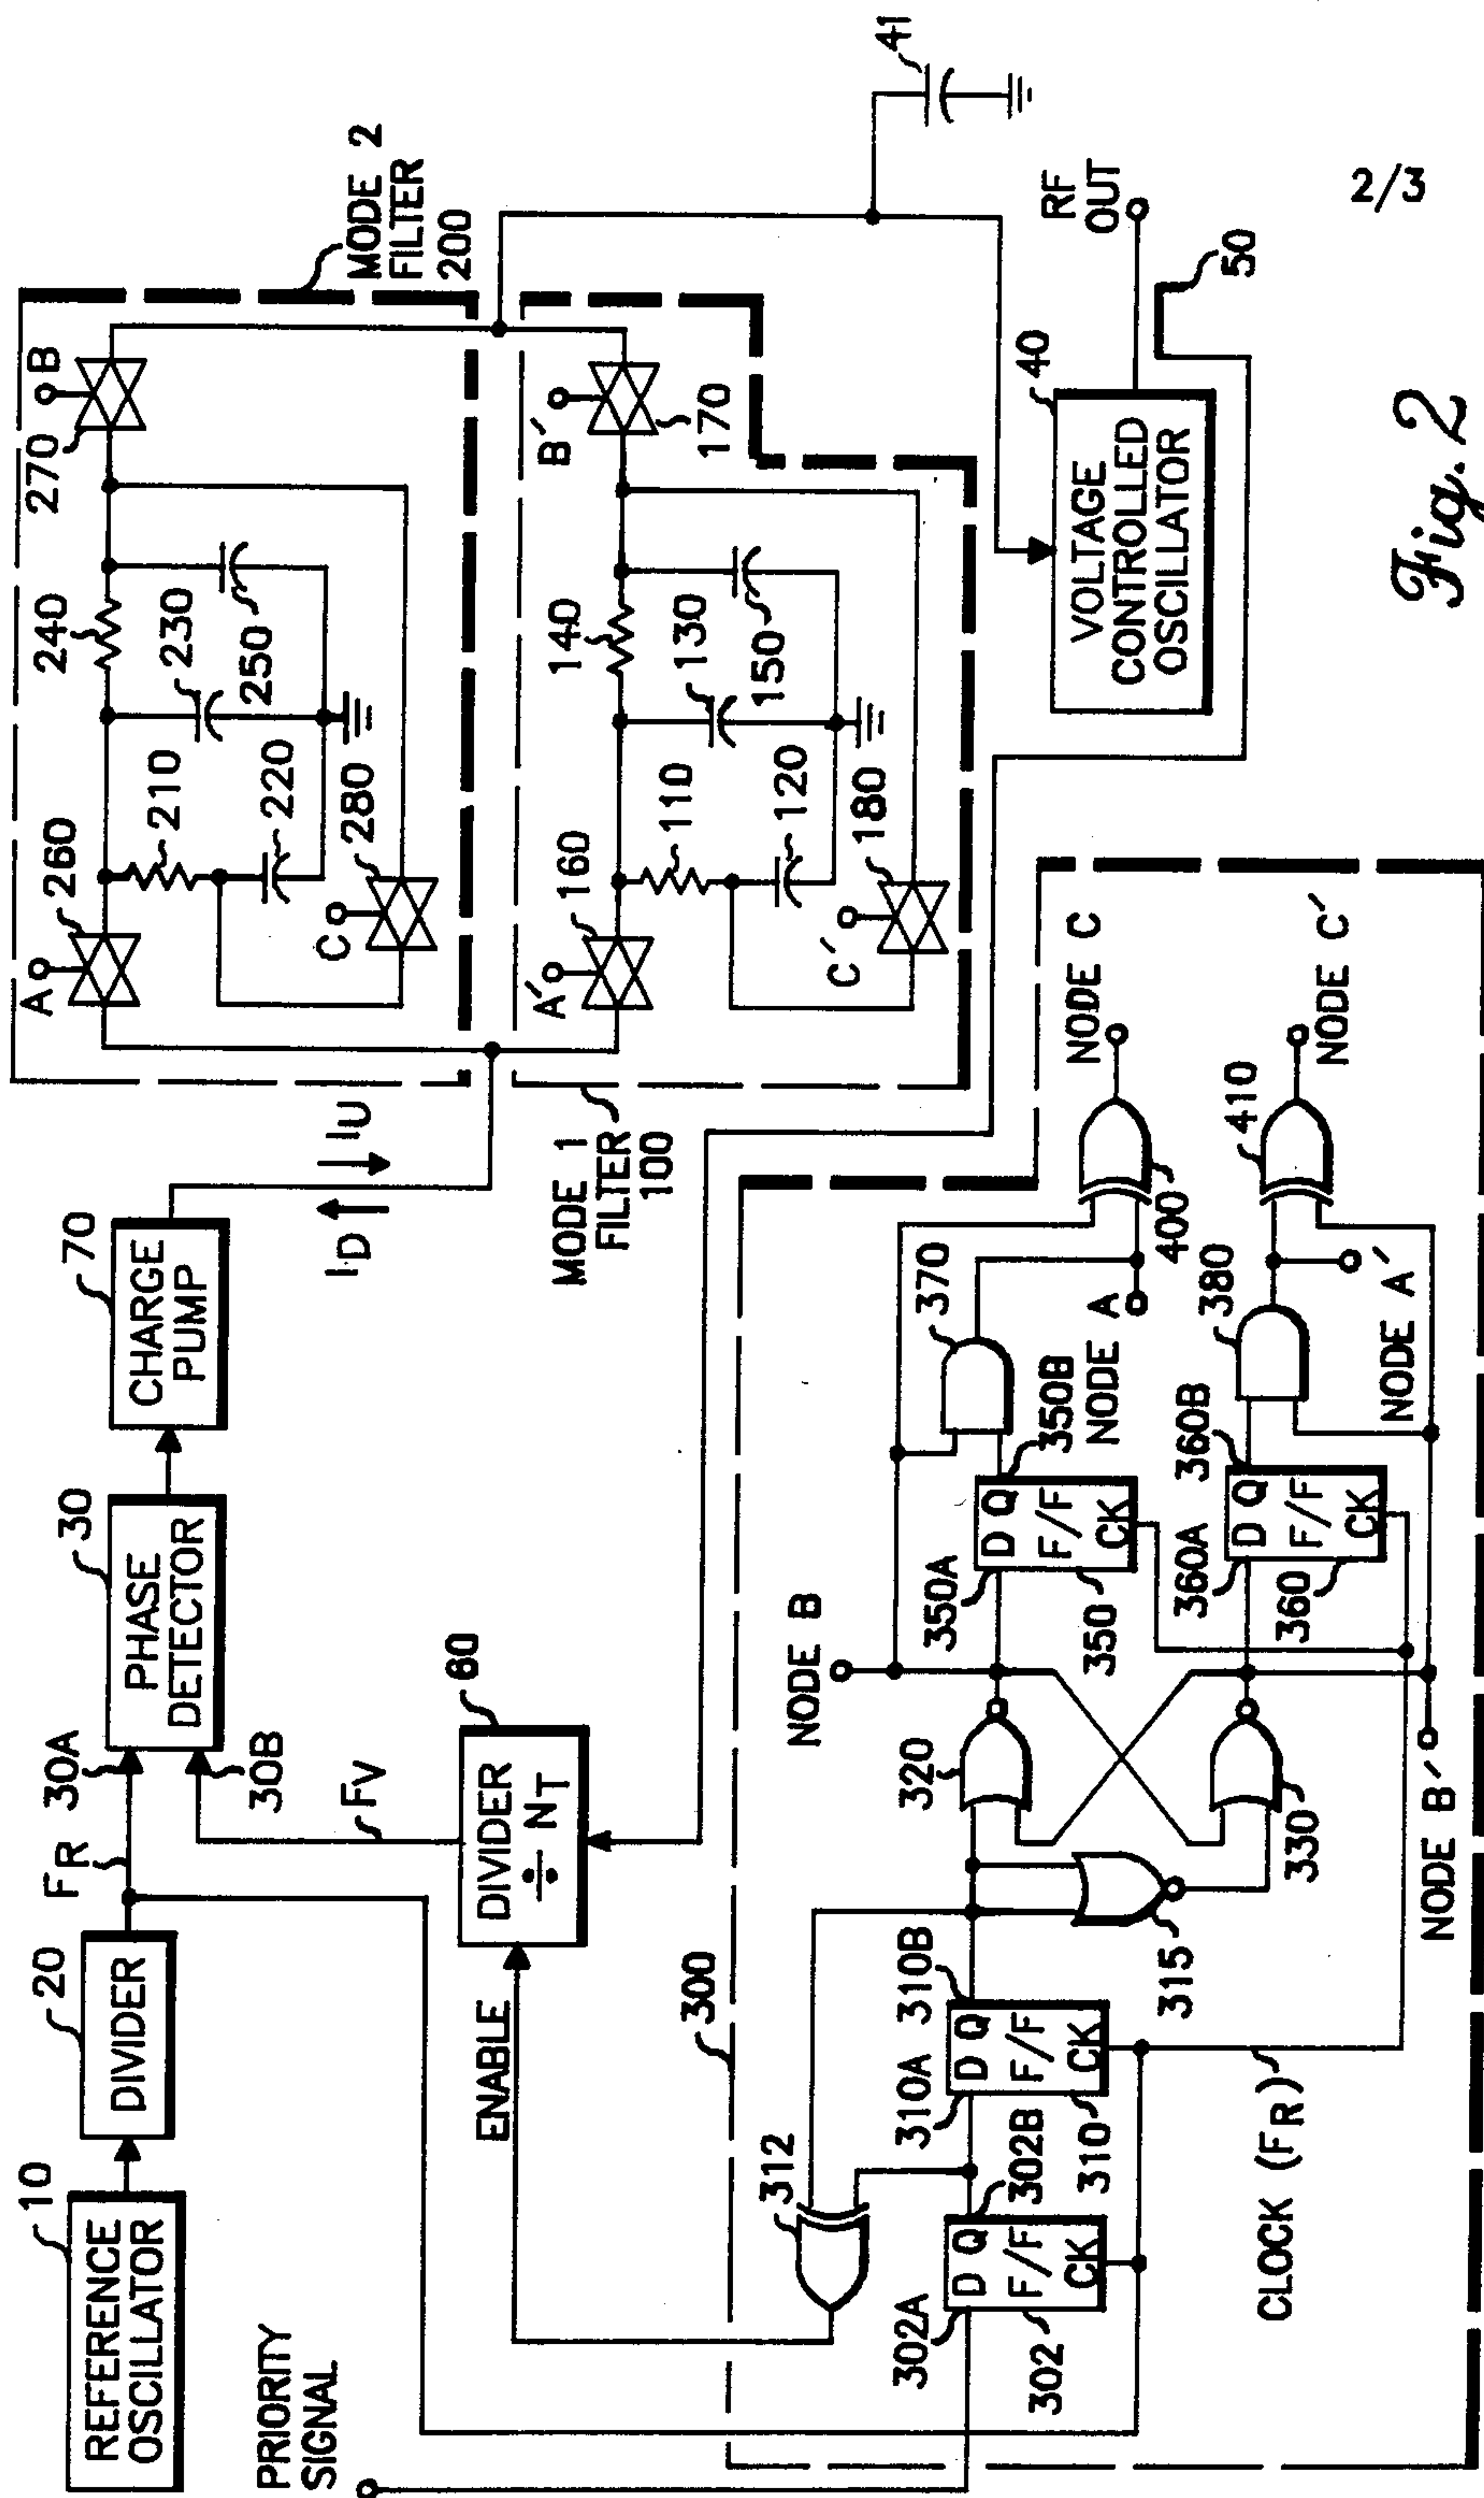 10
REFERENCE
OSCILLATOR
20
DIVIDER
FR
30A
30B
30
PHASE
DETECTOR
70
CHARGE
PUMP
ID
IU
FV
60
DIVIDER
÷ NT
ENABLE
PRIORITY
SIGNAL
A
260
210
220
230
240
250
270
B
C
280
MODE 2
FILTER
200
A′
160
110
120
130
140
150
B′
170
C′
180
MODE 1
FILTER
100
41
40
VOLTAGE
CONTROLLED
OSCILLATOR
RF
OUT
50
300
312
302A
D Q
F/F
CK
302
302B
310A
310B
D Q
F/F
CK
310
315
320
330
CLOCK (FR)
NODE B
NODE B′
350A
D Q
F/F
CK
350
350B
360A
D Q
F/F
CK
360
360B
370
380
NODE A
NODE A′
400
410
NODE C
NODE C′
Fig. 2
2/3